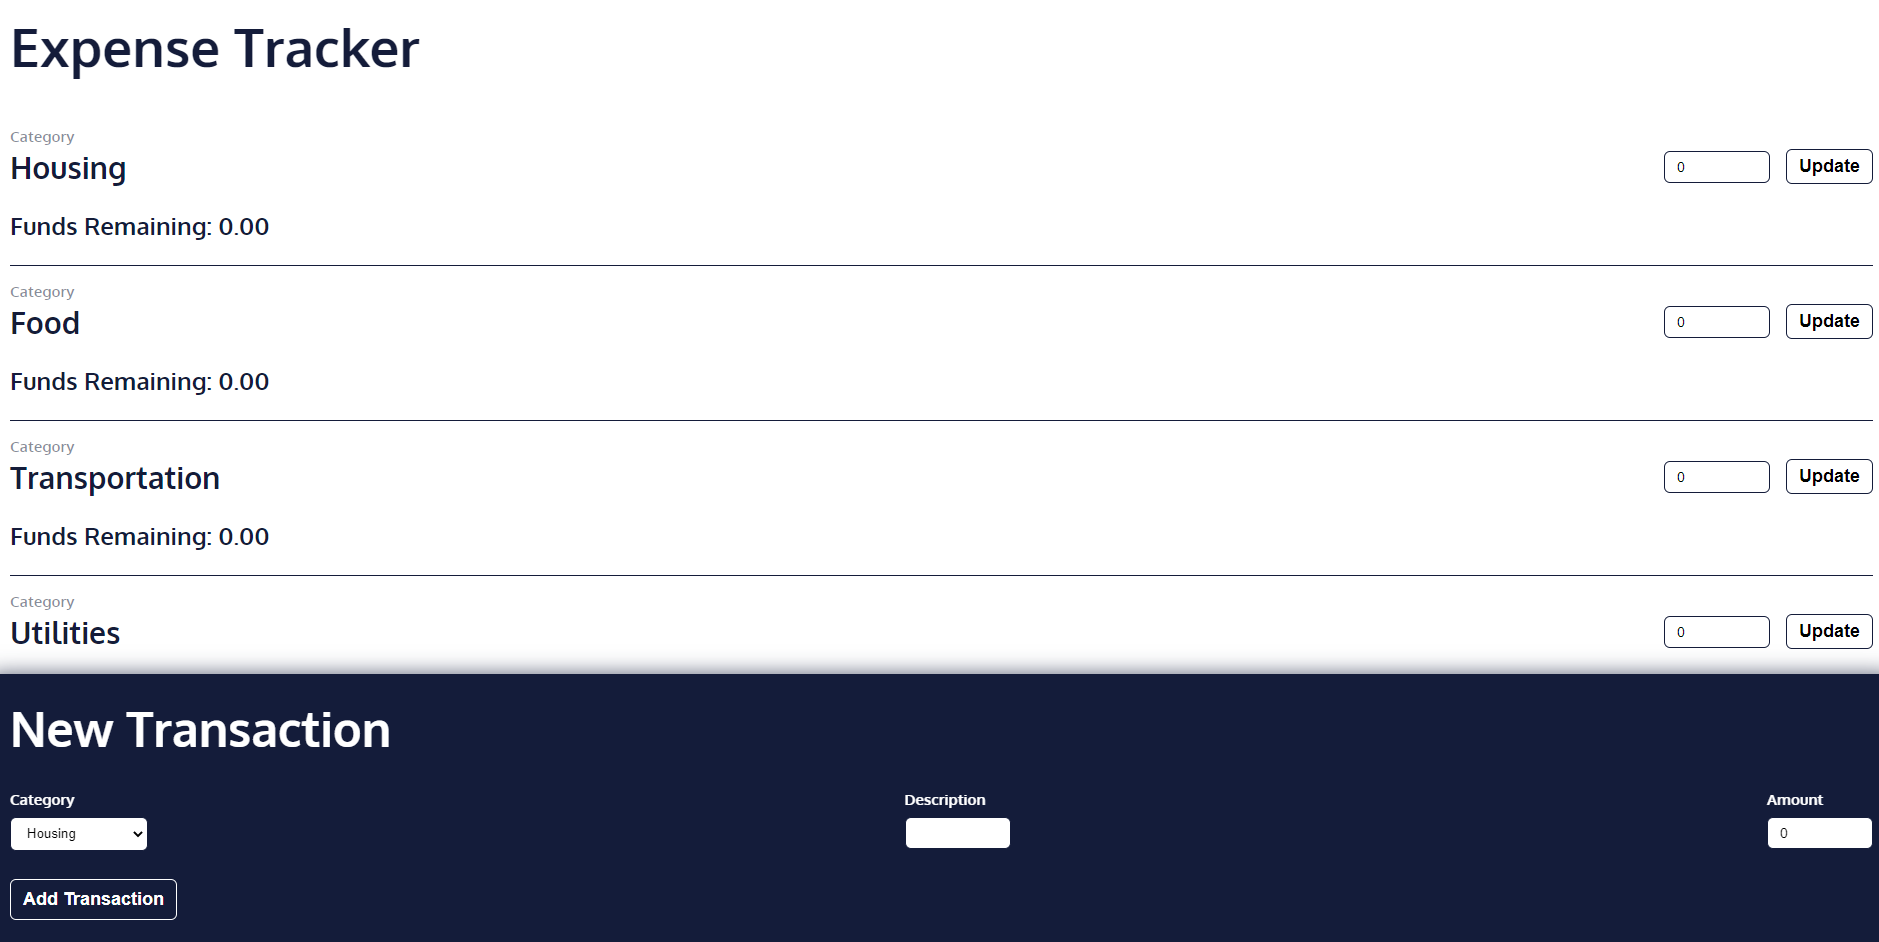 Expense Tracker
Category
Housing
0 Update
Funds Remaining: 0.00
Category
Food
0 Update
Funds Remaining: 0.00
Category
Transportation
0 Update
Funds Remaining: 0.00
Category
Utilities
0 Update
New Transaction
Category Description Amount
Housing 0
Add Transaction